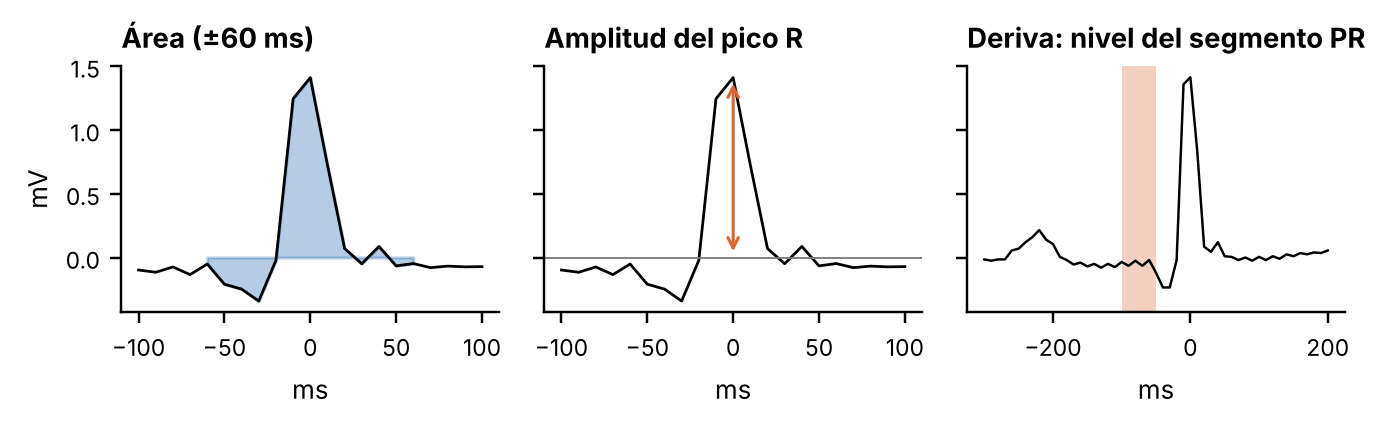 Área (±60 ms)
Amplitud del pico R
Deriva: nivel del segmento PR
mV
1.5
1.0
0.5
0.0
−100 −50 0 50 100
−100 −50 0 50 100
−200 0 200
ms
ms
ms